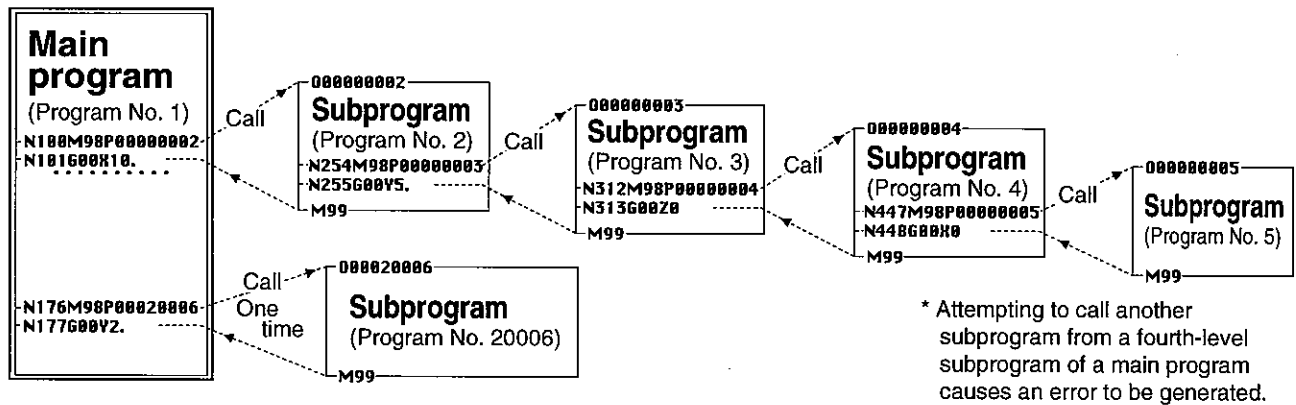 Main
program
(Program No. 1)
N100M98P00000002
N101G00X10.
Call
O00000002
Subprogram
(Program No. 2)
N254M98P00000003
N255G00Y5.
M99
Call
O00000003
Subprogram
(Program No. 3)
N312M98P00000004
N313G00Z0
M99
Call
O00000004
Subprogram
(Program No. 4)
N447M98P00000005
N448G00X0
M99
Call
O00000005
Subprogram
(Program No. 5)
M99
N176M98P00020006
N177G00Y2.
Call
One
time
O00020006
Subprogram
(Program No. 20006)
M99
* Attempting to call another
subprogram from a fourth-level
subprogram of a main program
causes an error to be generated.